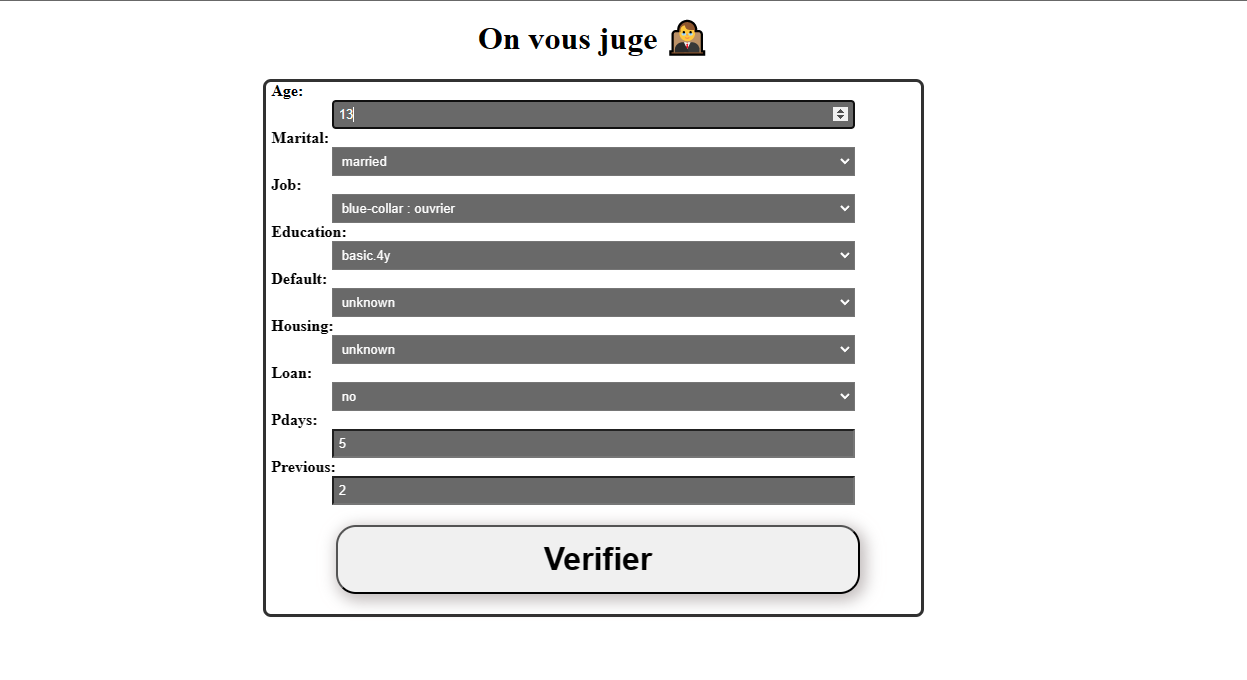 On vous juge 👩‍⚖️
Age:
13
Marital:
married
Job:
blue-collar : ouvrier
Education:
basic.4y
Default:
unknown
Housing:
unknown
Loan:
no
Pdays:
5
Previous:
2
Verifier